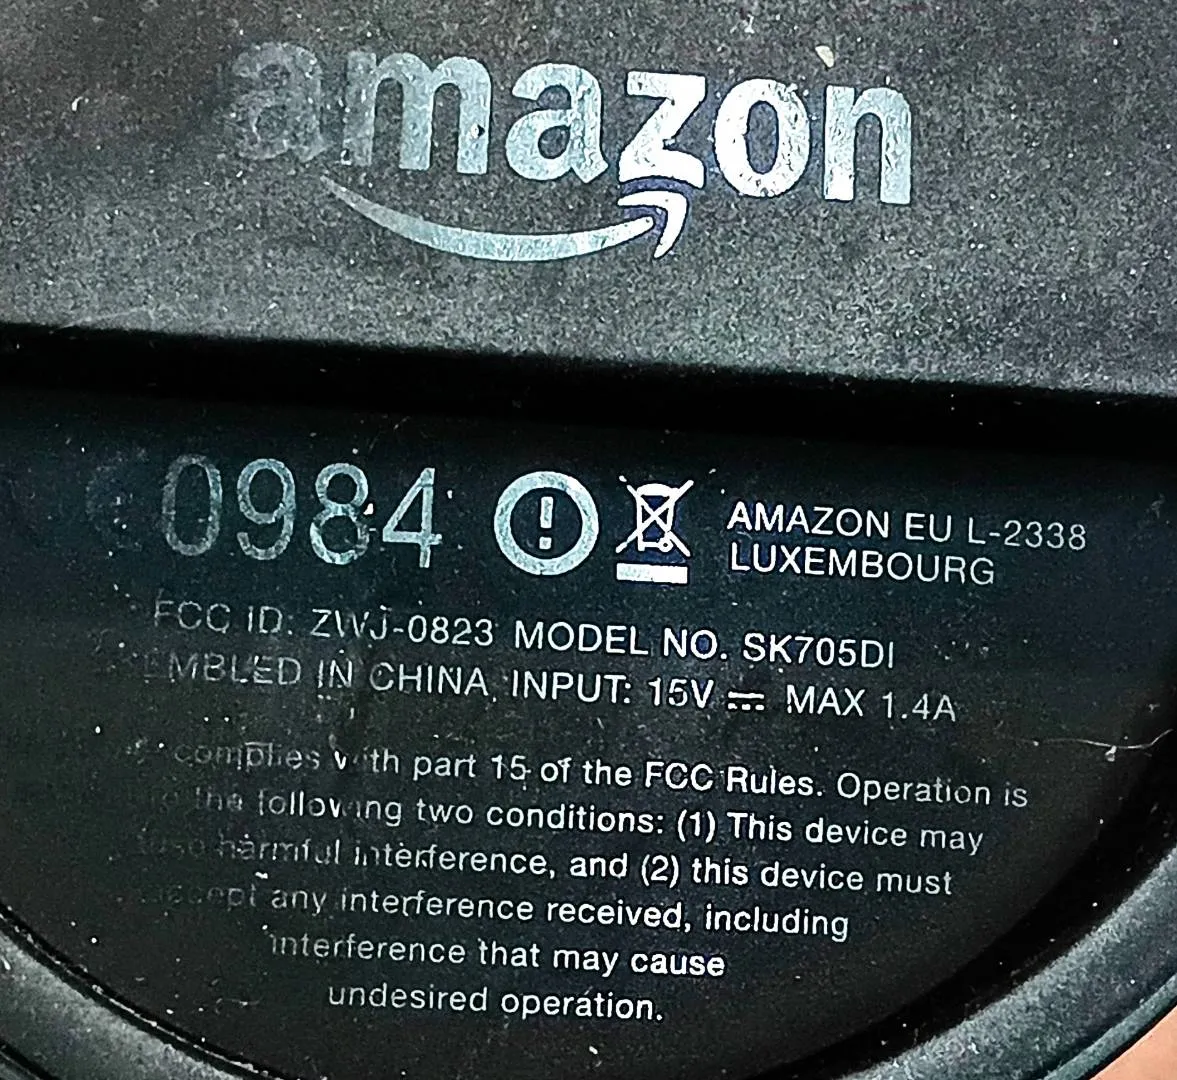 amazon
0984
AMAZON EU L-2338
LUXEMBOURG
FCC ID: ZWJ-0823 MODEL NO. SK705DI
IN CHINA, INPUT: 15V ⎓ MAX 1.4A
complies with part 15 of the FCC Rules. Operation is
the following two conditions: (1) This device may
harmful interference, and (2) this device must
accept any interference received, including
interference that may cause
undesired operation.